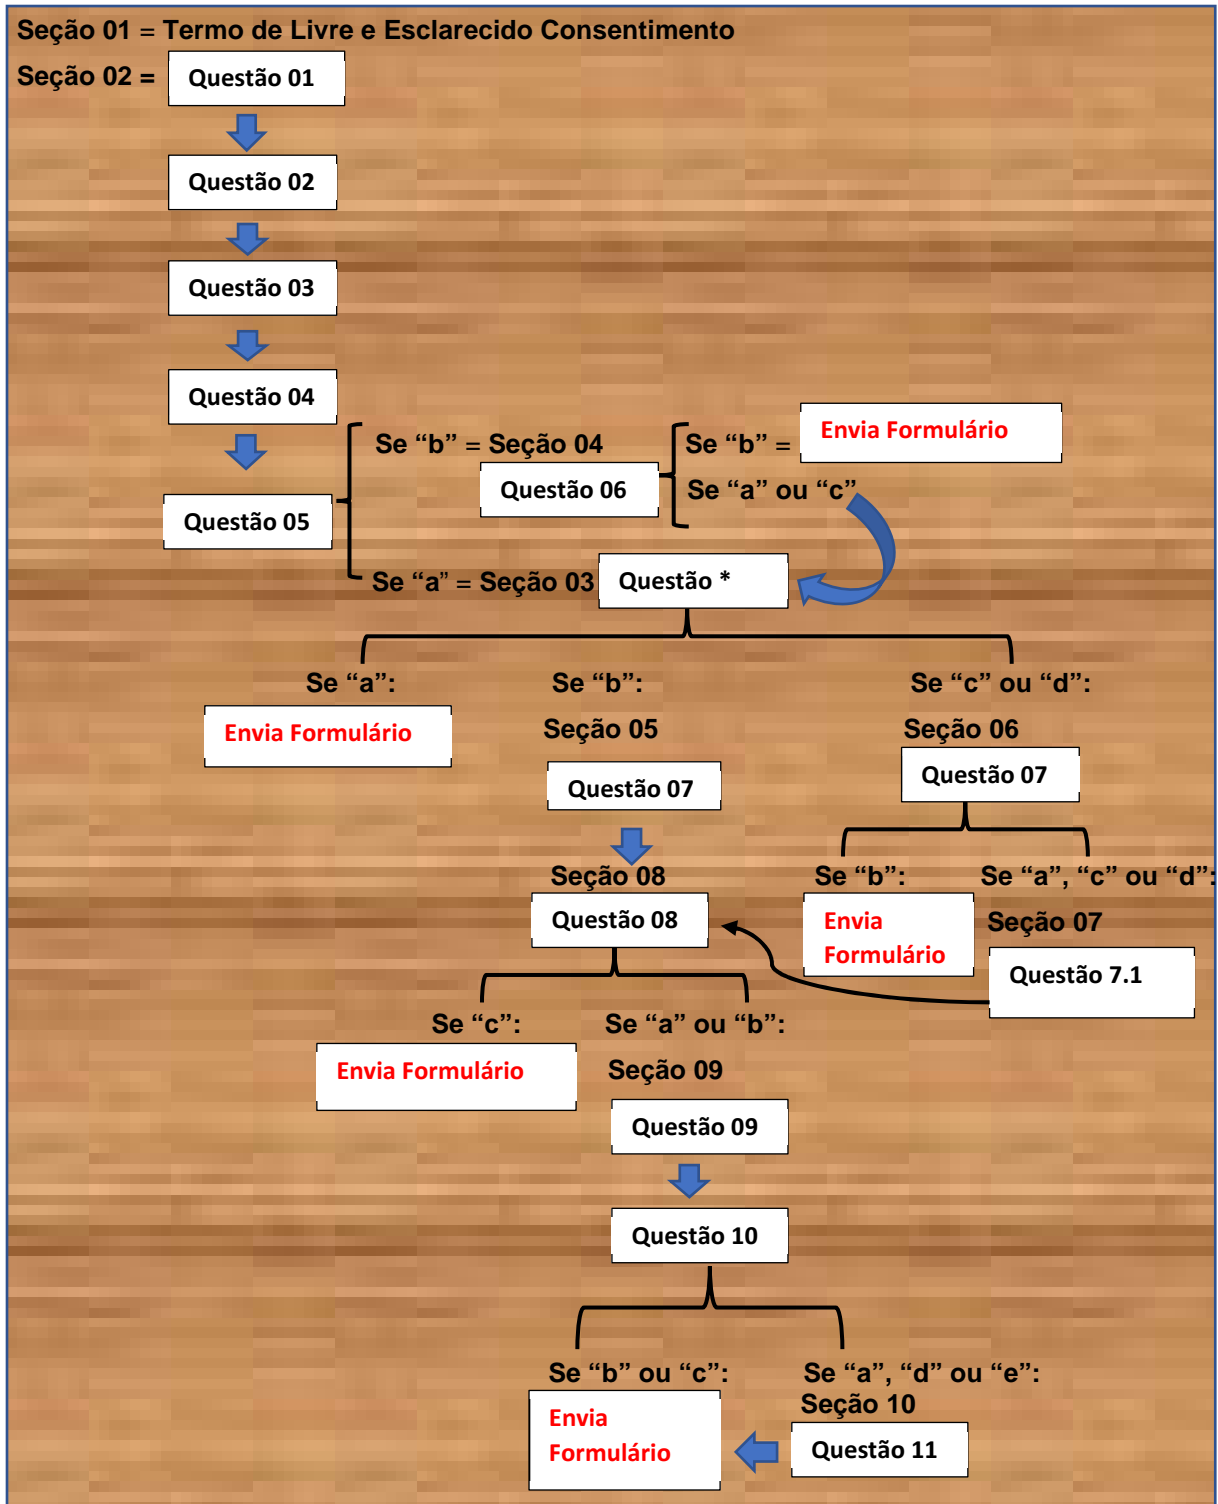 Seção 01 = Termo de Livre e Esclarecido Consentimento
Seção 02 = Questão 01
Questão 02
Questão 03
Questão 04
Questão 05
Se “b” = Seção 04
Questão 06
Se “b” = Envia Formulário
Se “a” ou “c”
Se “a” = Seção 03 Questão *
Se “a”:
Envia Formulário
Se “b”:
Seção 05
Questão 07
Se “c” ou “d”:
Seção 06
Questão 07
Se “b”:
Envia
Formulário
Se “a”, “c” ou “d”:
Seção 07
Questão 7.1
Seção 08
Questão 08
Se “c”:
Envia Formulário
Se “a” ou “b”:
Seção 09
Questão 09
Questão 10
Se “b” ou “c”:
Envia
Formulário
Se “a”, “d” ou “e”:
Seção 10
Questão 11